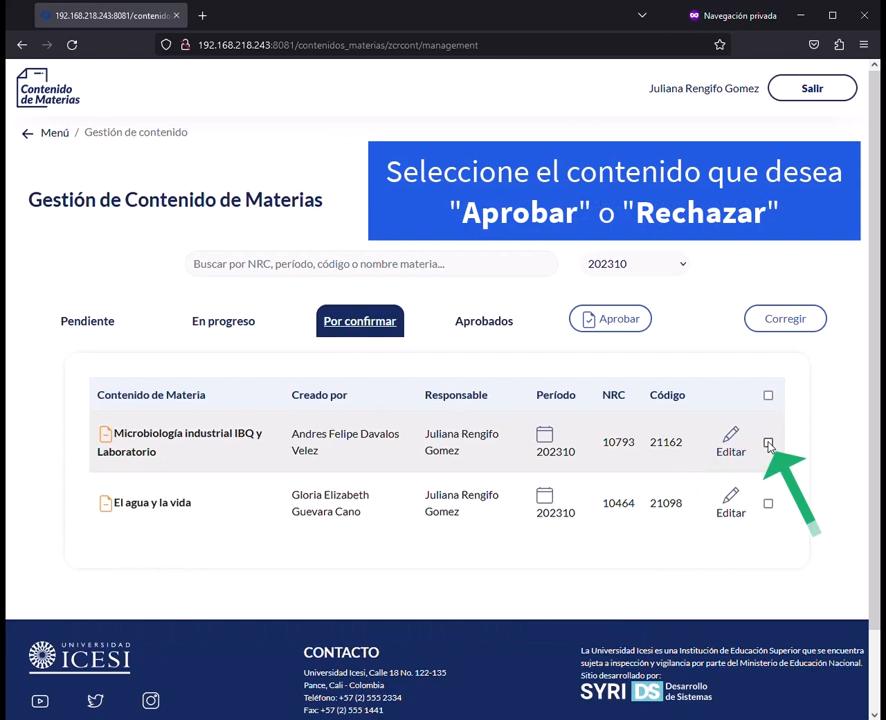 192.168.218.243:8081/contenido
Navegación privada
192.168.218.243:8081/contenidos_materias/zcrcont/management
Contenido
de Materias
Juliana Rengifo Gomez
Salir
Menú / Gestión de contenido
Seleccione el contenido que desea
"Aprobar" o "Rechazar"
Gestión de Contenido de Materias
Buscar por NRC, período, código o nombre materia...
202310
Pendiente
En progreso
Por confirmar
Aprobados
Aprobar
Corregir
Contenido de Materia
Creado por
Responsable
Período
NRC
Código
Microbiología industrial IBQ y
Laboratorio
Andres Felipe Davalos
Velez
Juliana Rengifo
Gomez
202310
10793
21162
Editar
El agua y la vida
Gloria Elizabeth
Guevara Cano
Juliana Rengifo
Gomez
202310
10464
21098
Editar
UNIVERSIDAD
ICESI
CONTACTO
Universidad Icesi, Calle 18 No. 122-135
Pance, Cali - Colombia
Teléfono: +57 (2) 555 2334
Fax: +57 (2) 555 1441
La Universidad Icesi es una Institución de Educación Superior que se encuentra
sujeta a inspección y vigilancia por parte del Ministerio de Educación Nacional.
Sitio desarrollado por:
SYRI DS Desarrollo
de Sistemas